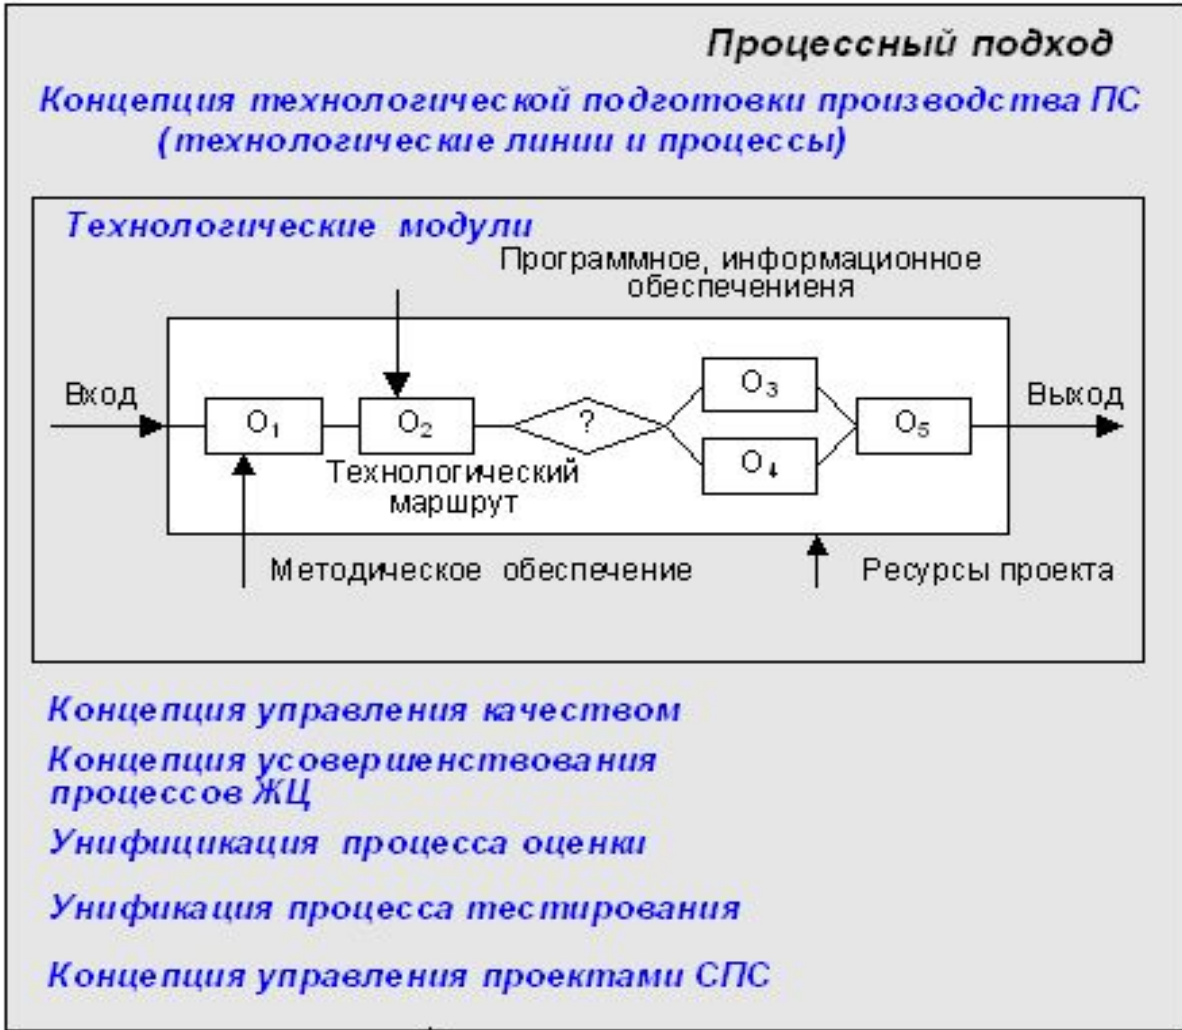 Процессный подход
Концепция технологической подготовки производства ПС
(технологические линии и процессы)
Технологические модули
Программное, информационное
обеспечениеня
Вход
O1
O2
?
O3
O4
O5
Выход
Технологический
маршрут
Методическое обеспечение
Ресурсы проекта
Концепция управления качеством
Концепция усовершенствования
процессов ЖЦ
Унифицикация процесса оценки
Унификация процесса тестирования
Концепция управления проектами СПС